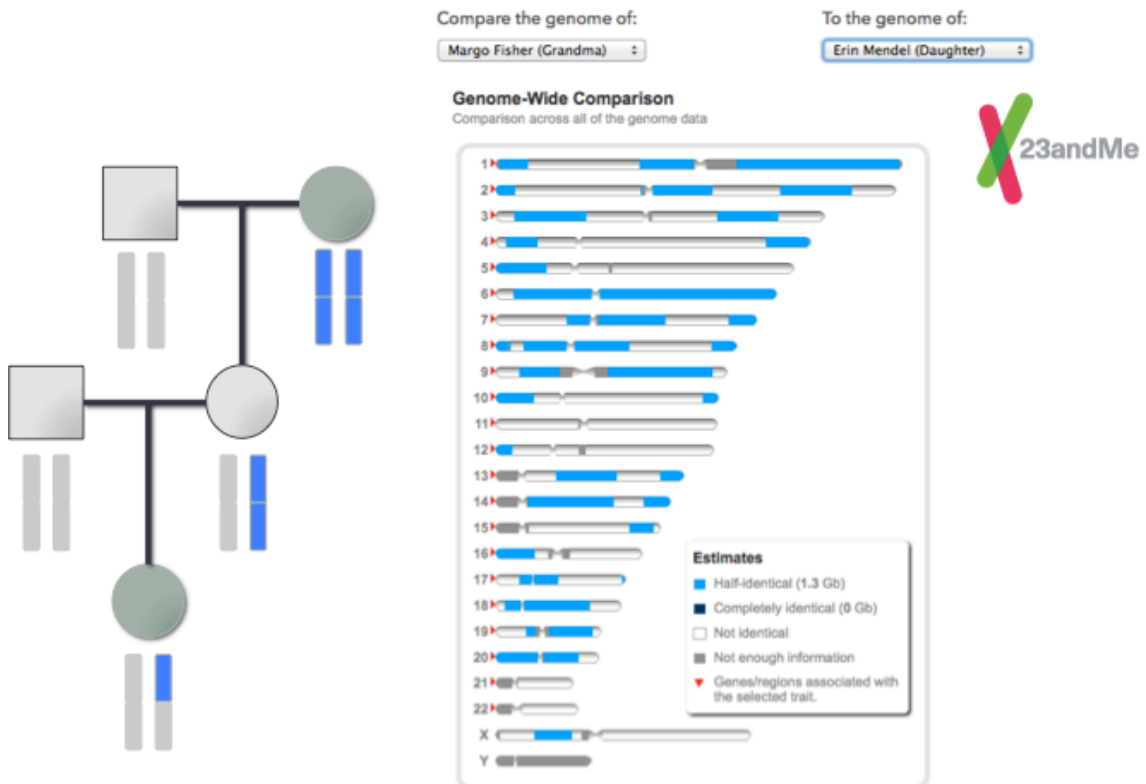 Compare the genome of:
To the genome of:
Margo Fisher (Grandma)
Erin Mendel (Daughter)
Genome-Wide Comparison
Comparison across all of the genome data
23andMe
1
2
3
4
5
6
7
8
9
10
11
12
13
14
15
16
17
18
19
20
21
22
X
Y
Estimates
Half-identical (1.3 Gb)
Completely identical (0 Gb)
Not identical
Not enough information
Genes/regions associated with
the selected trait.